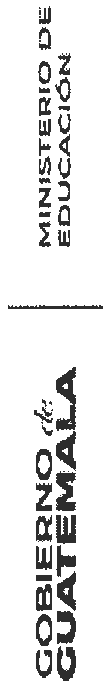 GOBIERNO de
GUATEMALA
MINISTERIO DE
EDUCACIÓN